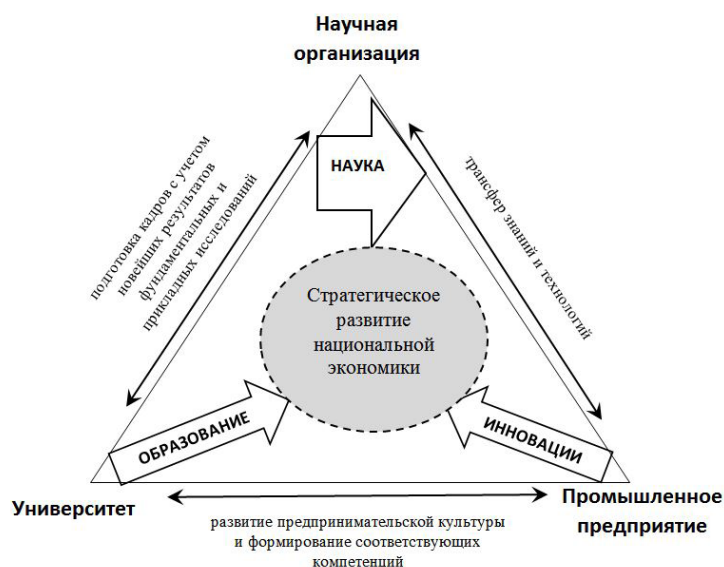 Научная
организация
подготовка кадров с учетом
новейших результатов
фундаментальных и
прикладных исследований
НАУКА
трансфер знаний и технологий
Стратегическое
развитие
национальной
экономики
ОБРАЗОВАНИЕ
ИННОВАЦИИ
Университет
Промышленное
предприятие
развитие предпринимательской культуры
и формирование соответствующих
компетенций